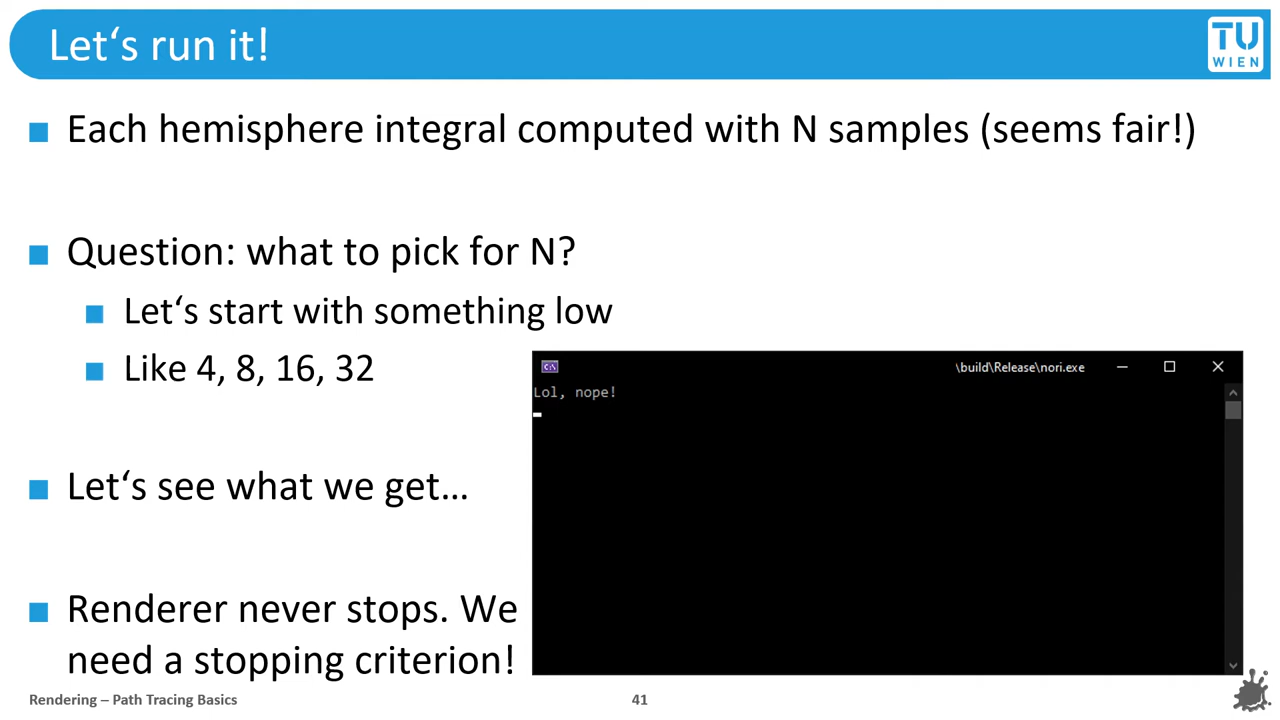 Let‘s run it!
TU
WIEN
Each hemisphere integral computed with N samples (seems fair!)
Question: what to pick for N?
Let‘s start with something low
Like 4, 8, 16, 32
\build\Release\nori.exe
Lol, nope!
Let‘s see what we get…
Renderer never stops. We
need a stopping criterion!
Rendering – Path Tracing Basics
41